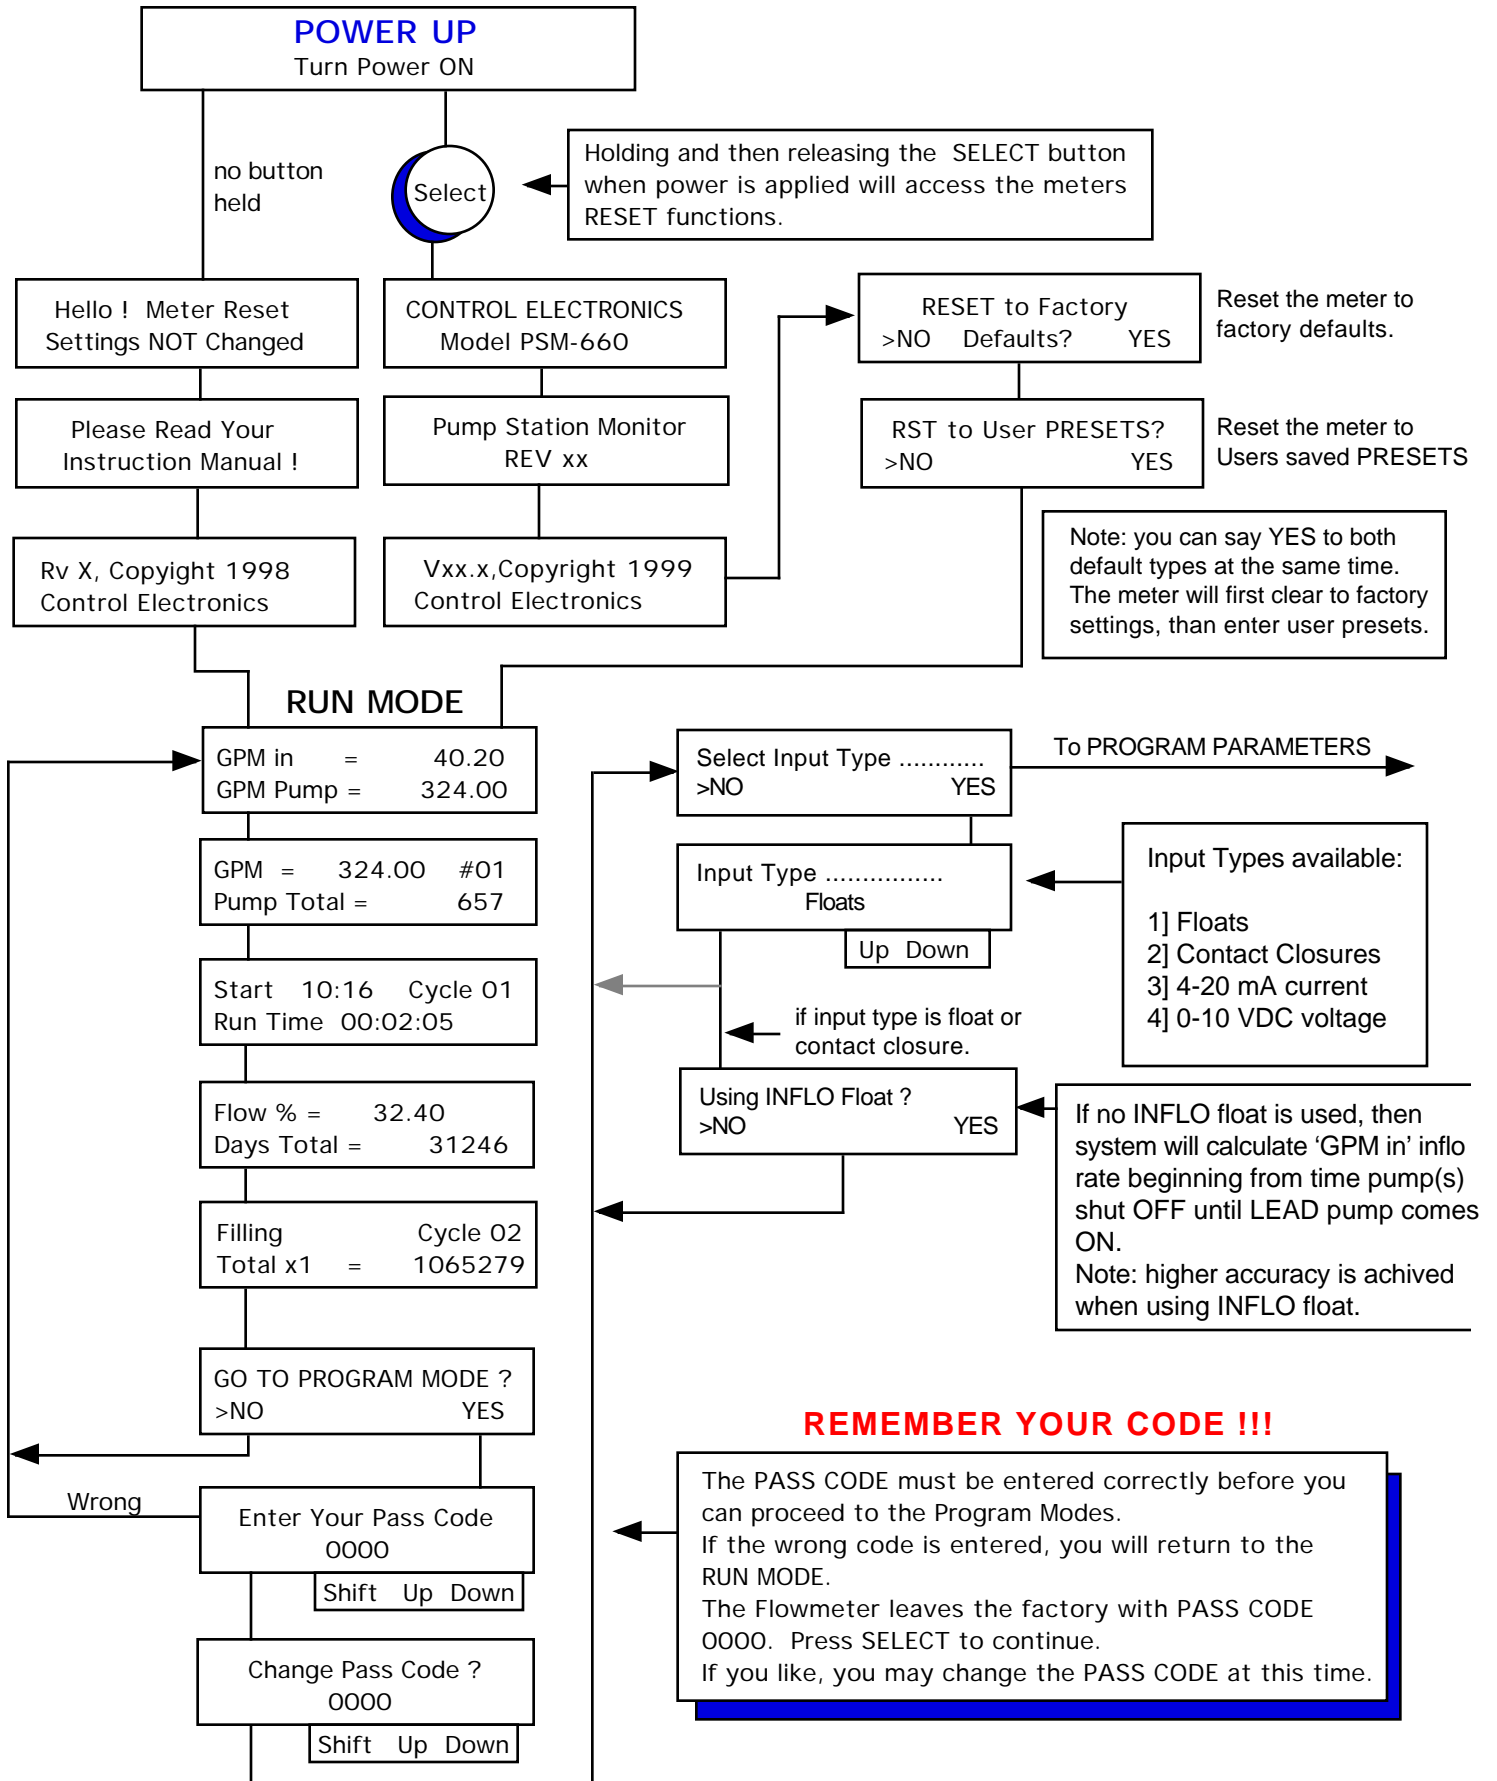 POWER UP
Turn Power ON
no button
held
Select
Holding and then releasing the  SELECT button
when power is applied will access the meters
RESET functions.
Hello !  Meter Reset
Settings NOT Changed
CONTROL ELECTRONICS
Model PSM-660
RESET to Factory
>NO   Defaults?   YES
Reset the meter to
factory defaults.
Please Read Your
Instruction Manual !
Pump Station Monitor
REV xx
RST to User PRESETS?
>NO   YES
Reset the meter to
Users saved PRESETS
Rv X, Copyight 1998
Control Electronics
Vxx.x,Copyright 1999
Control Electronics
Note: you can say YES to both
default types at the same time.
The meter will first clear to factory
settings, than enter user presets.
RUN MODE
GPM in   =   40.20
GPM Pump =   324.00
GPM  =   324.00   #01
Pump Total =   657
Start   10:16   Cycle 01
Run Time  00:02:05
Flow % =   32.40
Days Total =   31246
Filling   Cycle 02
Total x1   =   1065279
GO TO PROGRAM MODE ?
>NO   YES
Wrong
Enter Your Pass Code
0000
Shift   Up   Down
Change Pass Code ?
0000
Shift   Up   Down
Select Input Type ............
>NO   YES
To PROGRAM PARAMETERS
Input Type ................
Floats
Up   Down
Input Types available:
1] Floats
2] Contact Closures
3] 4-20 mA current
4] 0-10 VDC voltage
if input type is float or
contact closure.
Using INFLO Float ?
>NO   YES
If no INFLO float is used, then
system will calculate ‘GPM in’ inflo
rate beginning from time pump(s)
shut OFF until LEAD pump comes
ON.
Note: higher accuracy is achived
when using INFLO float.
REMEMBER YOUR CODE !!!
The PASS CODE must be entered correctly before you
can proceed to the Program Modes.
If the wrong code is entered, you will return to the
RUN MODE.
The Flowmeter leaves the factory with PASS CODE
0000.  Press SELECT to continue.
If you like, you may change the PASS CODE at this time.